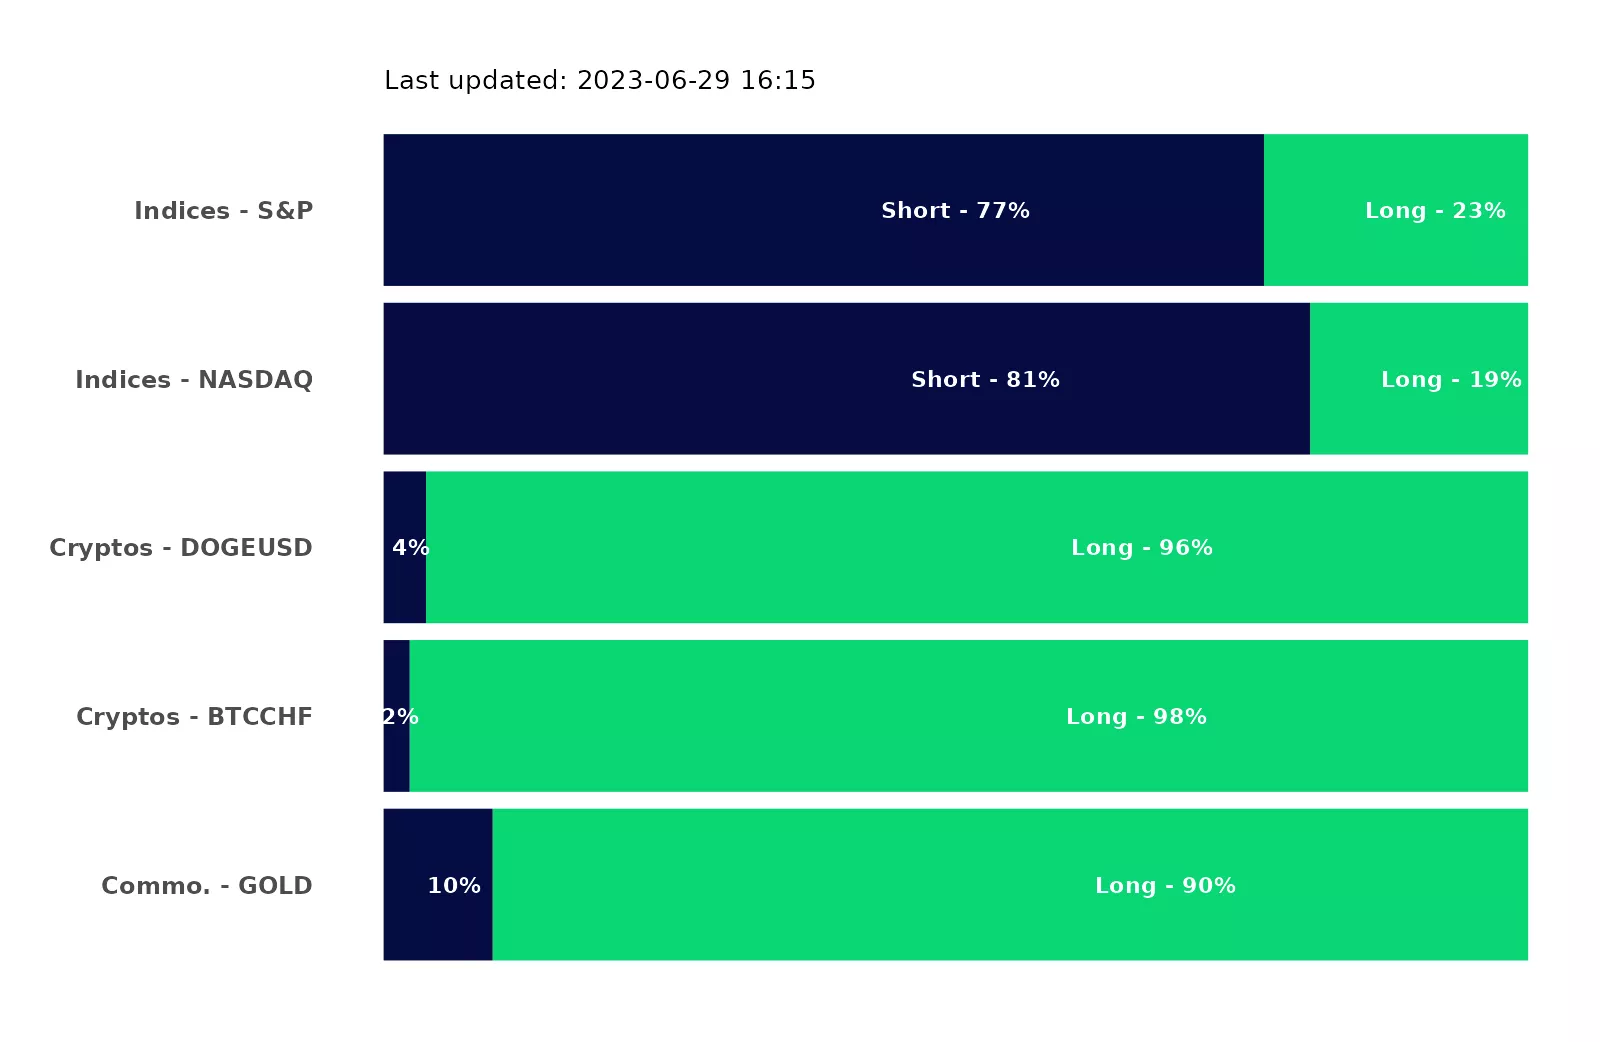 Last updated: 2023-06-29 16:15
Indices - S&P Short - 77% Long - 23%
Indices - NASDAQ Short - 81% Long - 19%
Cryptos - DOGEUSD 4% Long - 96%
Cryptos - BTCCHF 2% Long - 98%
Commo. - GOLD 10% Long - 90%